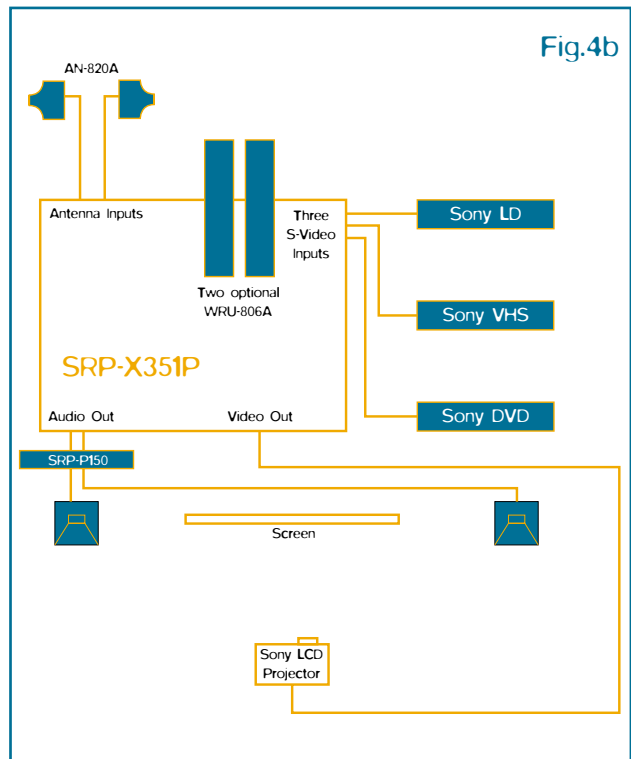 Fig.4b
AN-820A
Antenna Inputs
Three
S-Video
Inputs
Sony LD
Two optional
WRU-806A
Sony VHS
SRP-X351P
Audio Out
Video Out
Sony DVD
SRP-P150
Screen
Sony LCD
Projector